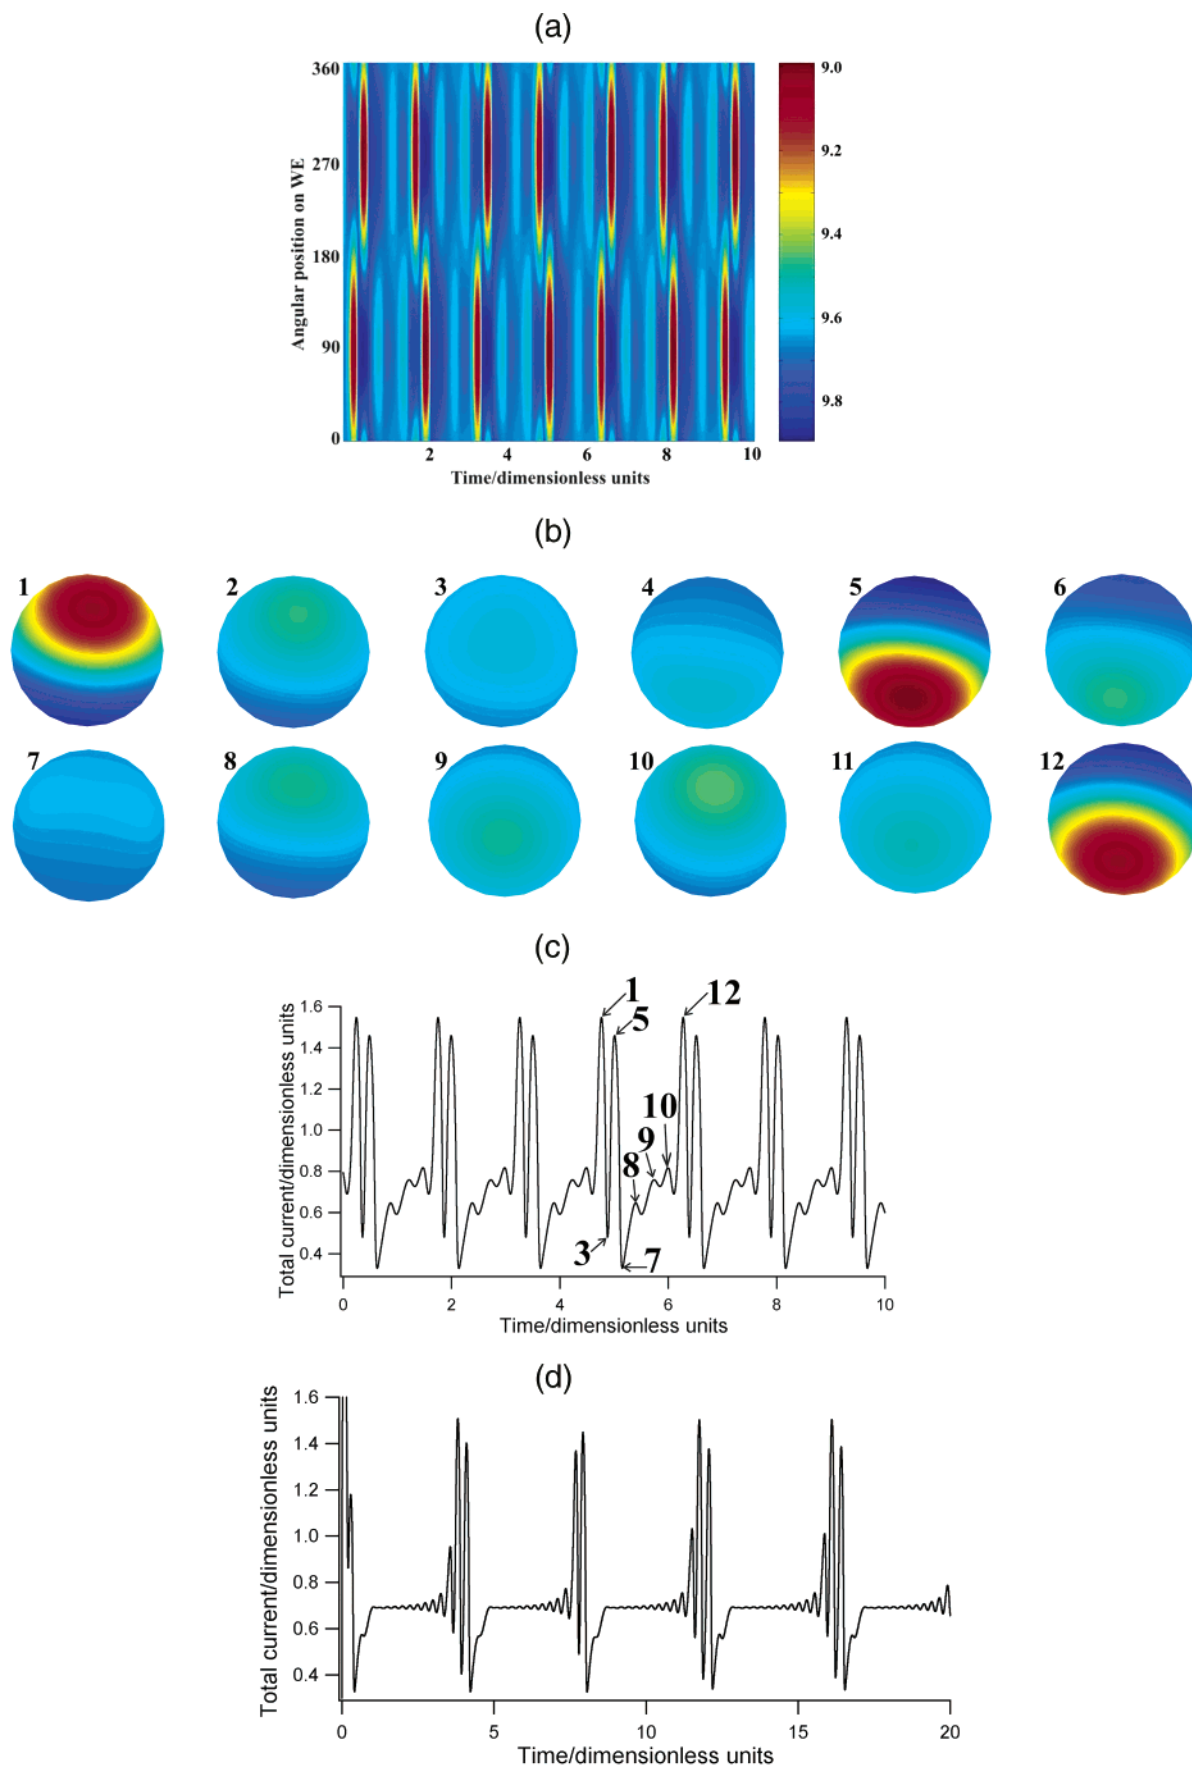 (a)
360
270
180
90
0
Angular position on WE
2 4 6 8 10
Time/dimensionless units
9.0
9.2
9.4
9.6
9.8
(b)
1 2 3 4 5 6
7 8 9 10 11 12
(c)
1.6
1.4
1.2
1.0
0.8
0.6
0.4
Total current/dimensionless units
1
5
12
10
9
8
3
7
0 2 4 6 8 10
Time/dimensionless units
(d)
1.6
1.4
1.2
1.0
0.8
0.6
0.4
Total current/dimensionless units
0 5 10 15 20
Time/dimensionless units